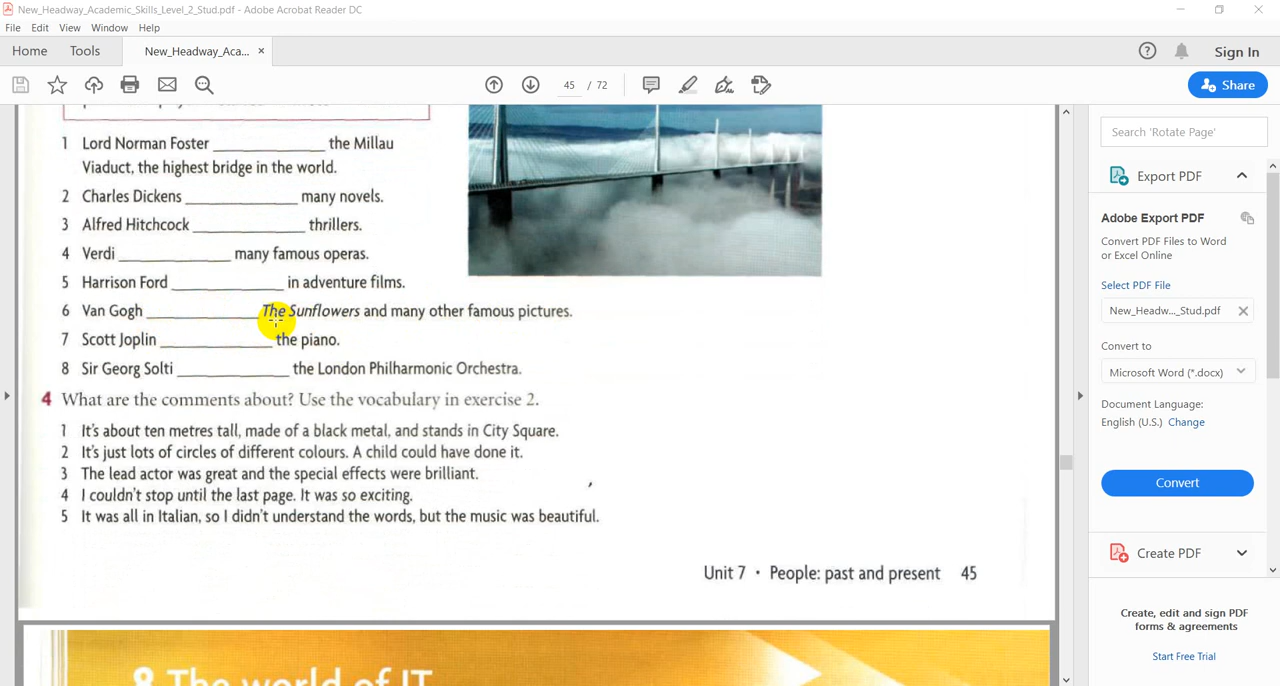 New_Headway_Academic_Skills_Level_2_Stud.pdf - Adobe Acrobat Reader DC
File Edit View Window Help
Home Tools New_Headway_Aca... × Sign In
45 / 72 Share
1 Lord Norman Foster ____________ the Millau
Viaduct, the highest bridge in the world.
2 Charles Dickens ____________ many novels.
3 Alfred Hitchcock ____________ thrillers.
4 Verdi ____________ many famous operas.
5 Harrison Ford ____________ in adventure films.
6 Van Gogh ____________ The Sunflowers and many other famous pictures.
7 Scott Joplin ____________ the piano.
8 Sir Georg Solti ____________ the London Philharmonic Orchestra.
4 What are the comments about? Use the vocabulary in exercise 2.
1 It's about ten metres tall, made of a black metal, and stands in City Square.
2 It's just lots of circles of different colours. A child could have done it.
3 The lead actor was great and the special effects were brilliant.
4 I couldn't stop until the last page. It was so exciting.
5 It was all in Italian, so I didn't understand the words, but the music was beautiful.
Unit 7 • People: past and present 45
8 The world of IT
Search 'Rotate Page'
Export PDF
Adobe Export PDF
Convert PDF Files to Word
or Excel Online
Select PDF File
New_Headw..._Stud.pdf
Convert to
Microsoft Word (*.docx)
Document Language:
English (U.S.) Change
Convert
Create PDF
Create, edit and sign PDF
forms & agreements
Start Free Trial